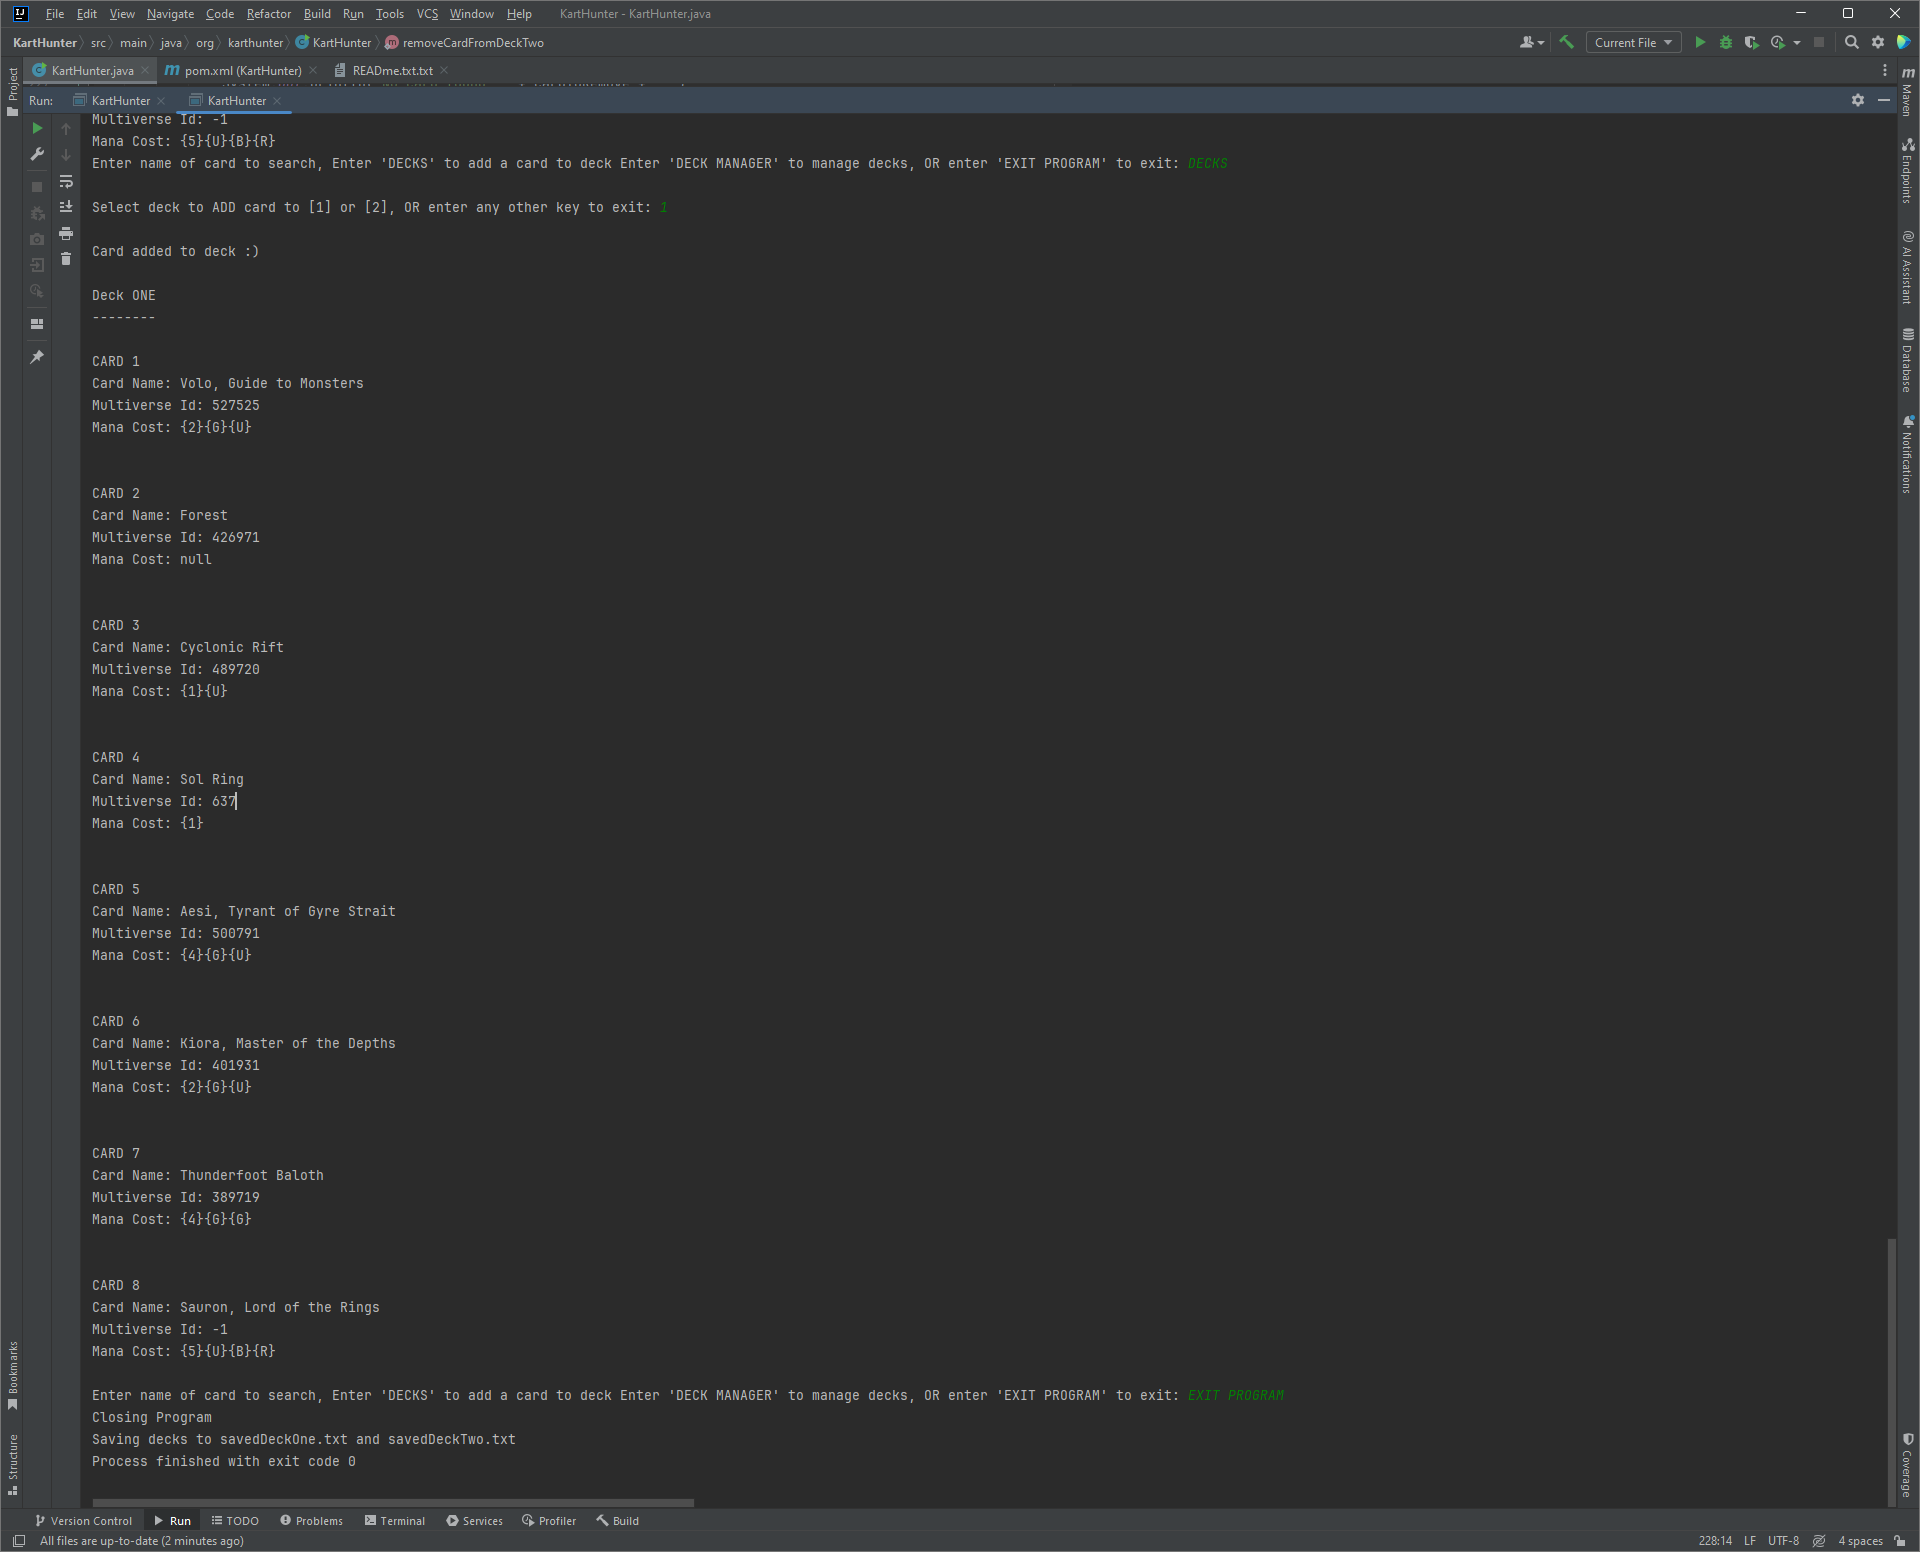 File Edit View Navigate Code Refactor Build Run Tools VCS Window Help KartHunter - KartHunter.java
KartHunter src main java org karthunter KartHunter removeCardFromDeckTwo Current File
KartHunter.java pom.xml (KartHunter) READme.txt.txt
Run: KartHunter KartHunter
Multiverse Id: -1
Mana Cost: {5}{U}{B}{R}
Enter name of card to search, Enter 'DECKS' to add a card to deck Enter 'DECK MANAGER' to manage decks, OR enter 'EXIT PROGRAM' to exit: DECKS
Select deck to ADD card to [1] or [2], OR enter any other key to exit: 1
Card added to deck :)
Deck ONE
--------
CARD 1
Card Name: Volo, Guide to Monsters
Multiverse Id: 527525
Mana Cost: {2}{G}{U}
CARD 2
Card Name: Forest
Multiverse Id: 426971
Mana Cost: null
CARD 3
Card Name: Cyclonic Rift
Multiverse Id: 489720
Mana Cost: {1}{U}
CARD 4
Card Name: Sol Ring
Multiverse Id: 637
Mana Cost: {1}
CARD 5
Card Name: Aesi, Tyrant of Gyre Strait
Multiverse Id: 500791
Mana Cost: {4}{G}{U}
CARD 6
Card Name: Kiora, Master of the Depths
Multiverse Id: 401931
Mana Cost: {2}{G}{U}
CARD 7
Card Name: Thunderfoot Baloth
Multiverse Id: 389719
Mana Cost: {4}{G}{G}
CARD 8
Card Name: Sauron, Lord of the Rings
Multiverse Id: -1
Mana Cost: {5}{U}{B}{R}
Enter name of card to search, Enter 'DECKS' to add a card to deck Enter 'DECK MANAGER' to manage decks, OR enter 'EXIT PROGRAM' to exit: EXIT PROGRAM
Closing Program
Saving decks to savedDeckOne.txt and savedDeckTwo.txt
Process finished with exit code 0
Project
Bookmarks
Structure
Maven
Endpoints
AI Assistant
Database
Notifications
Coverage
Version Control Run TODO Problems Terminal Services Profiler Build
All files are up-to-date (2 minutes ago) 228:14 LF UTF-8 4 spaces